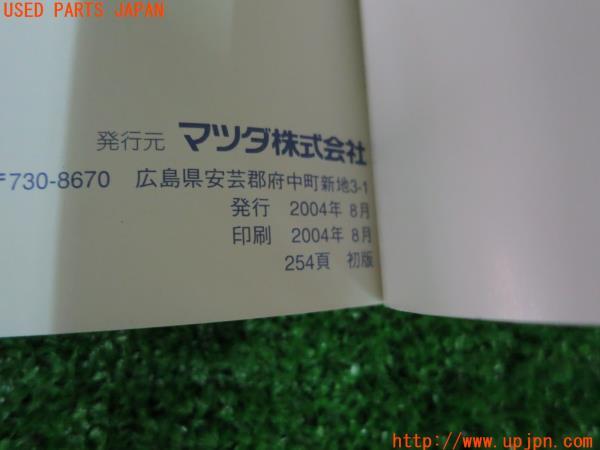 USED PARTS JAPAN
発行元 マツダ株式会社
〒730-8670 広島県安芸郡府中町新地3-1
発行 2004年 8月
印刷 2004年 8月
254頁 初版
http://www.upjpn.com/